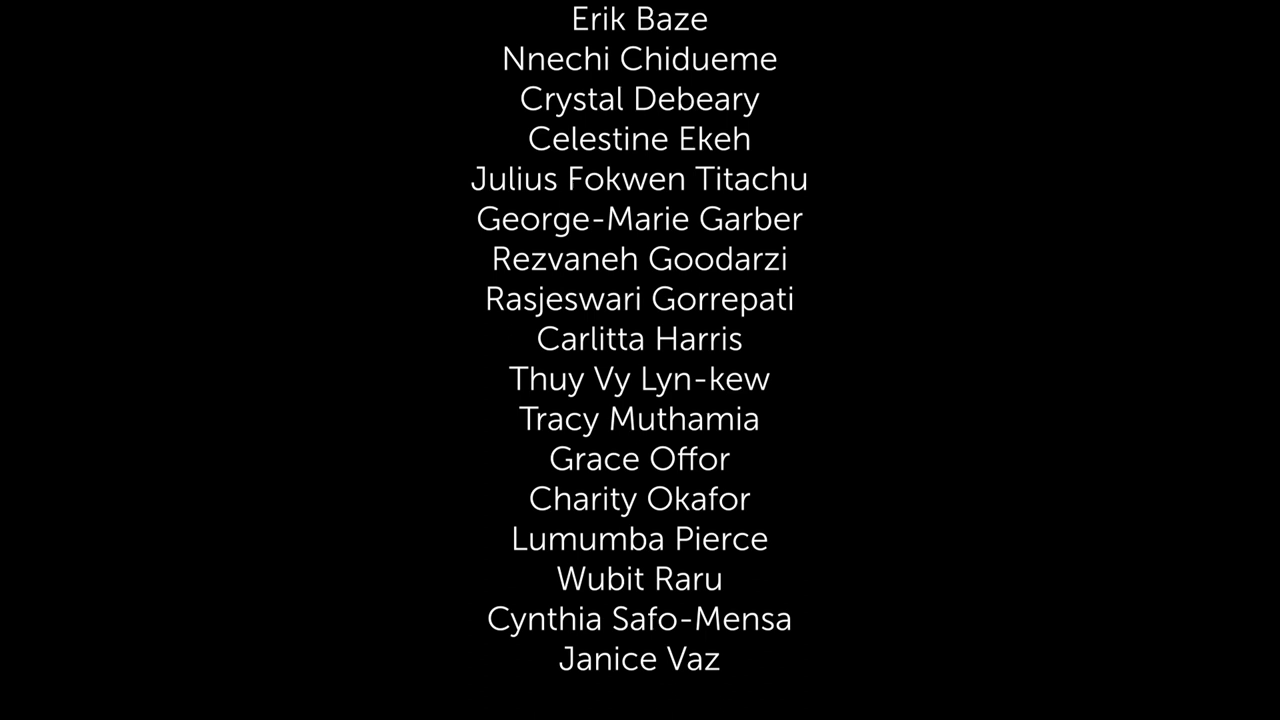 Erik Baze
Nnechi Chidueme
Crystal Debeary
Celestine Ekeh
Julius Fokwen Titachu
George-Marie Garber
Rezvaneh Goodarzi
Rasjeswari Gorrepati
Carlitta Harris
Thuy Vy Lyn-kew
Tracy Muthamia
Grace Offor
Charity Okafor
Lumumba Pierce
Wubit Raru
Cynthia Safo-Mensa
Janice Vaz